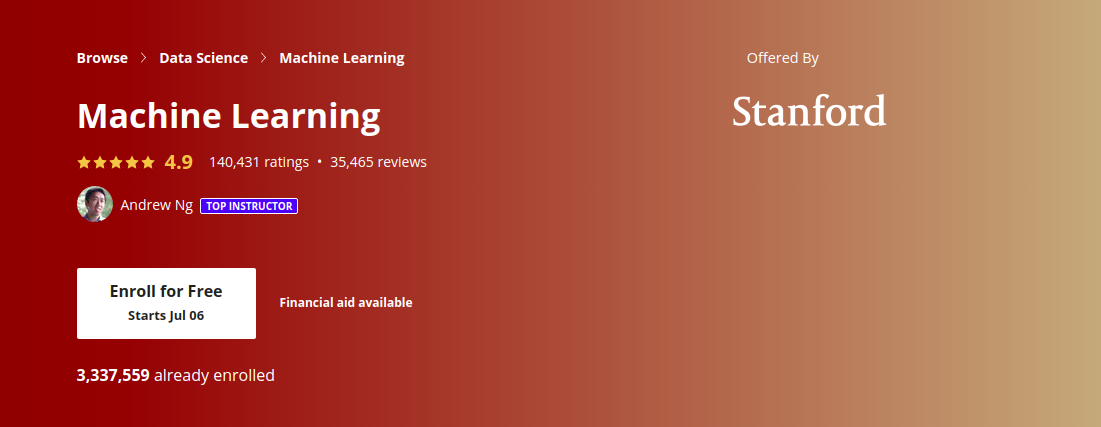 Browse > Data Science > Machine Learning
Offered By
Machine Learning
Stanford
4.9 140,431 ratings • 35,465 reviews
Andrew Ng TOP INSTRUCTOR
Enroll for Free
Starts Jul 06
Financial aid available
3,337,559 already enrolled